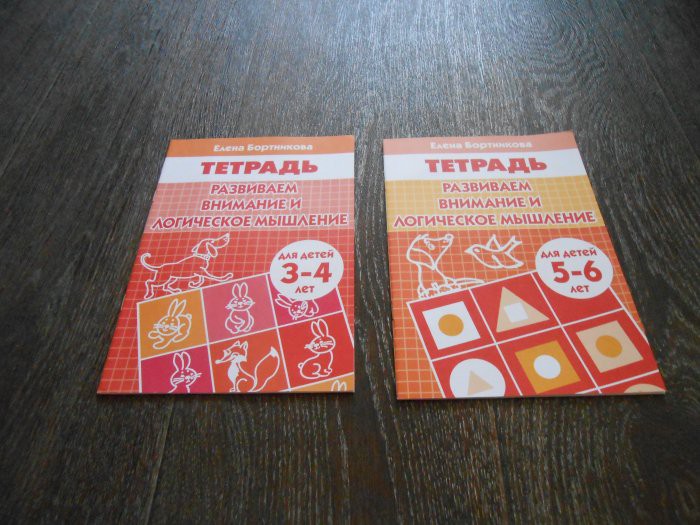 Елена Бортникова
ТЕТРАДЬ
РАЗВИВАЕМ
ВНИМАНИЕ И
ЛОГИЧЕСКОЕ МЫШЛЕНИЕ
для детей
3-4
лет
Елена Бортникова
ТЕТРАДЬ
РАЗВИВАЕМ
ВНИМАНИЕ И
ЛОГИЧЕСКОЕ МЫШЛЕНИЕ
для детей
5-6
лет